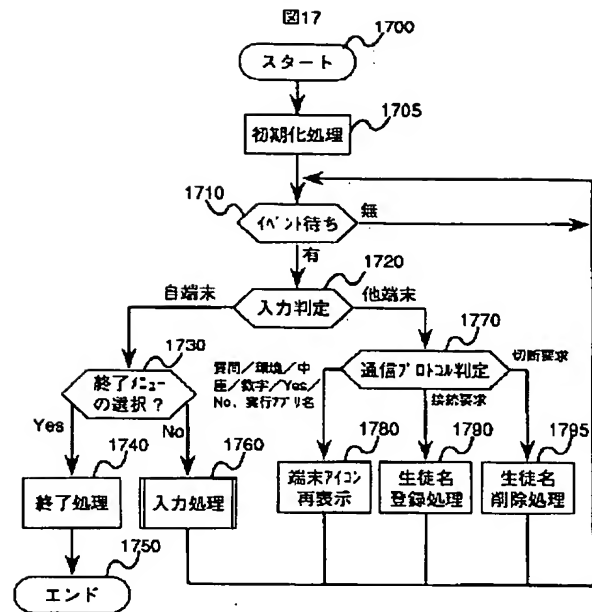 図17
1700
スタート
1705
初期化処理
1710
イベント待ち
無
有
1720
入力判定
自端末
他端末
1730
終了メニュー
の選択?
Yes
No
1770
通信プロトコル判定
質問/環境/中
座/数字/Yes/
No、実行アプリ名
接続要求
切断要求
1740
終了処理
1760
入力処理
1780
端末アイコン
再表示
1790
生徒名
登録処理
1795
生徒名
削除処理
1750
エンド